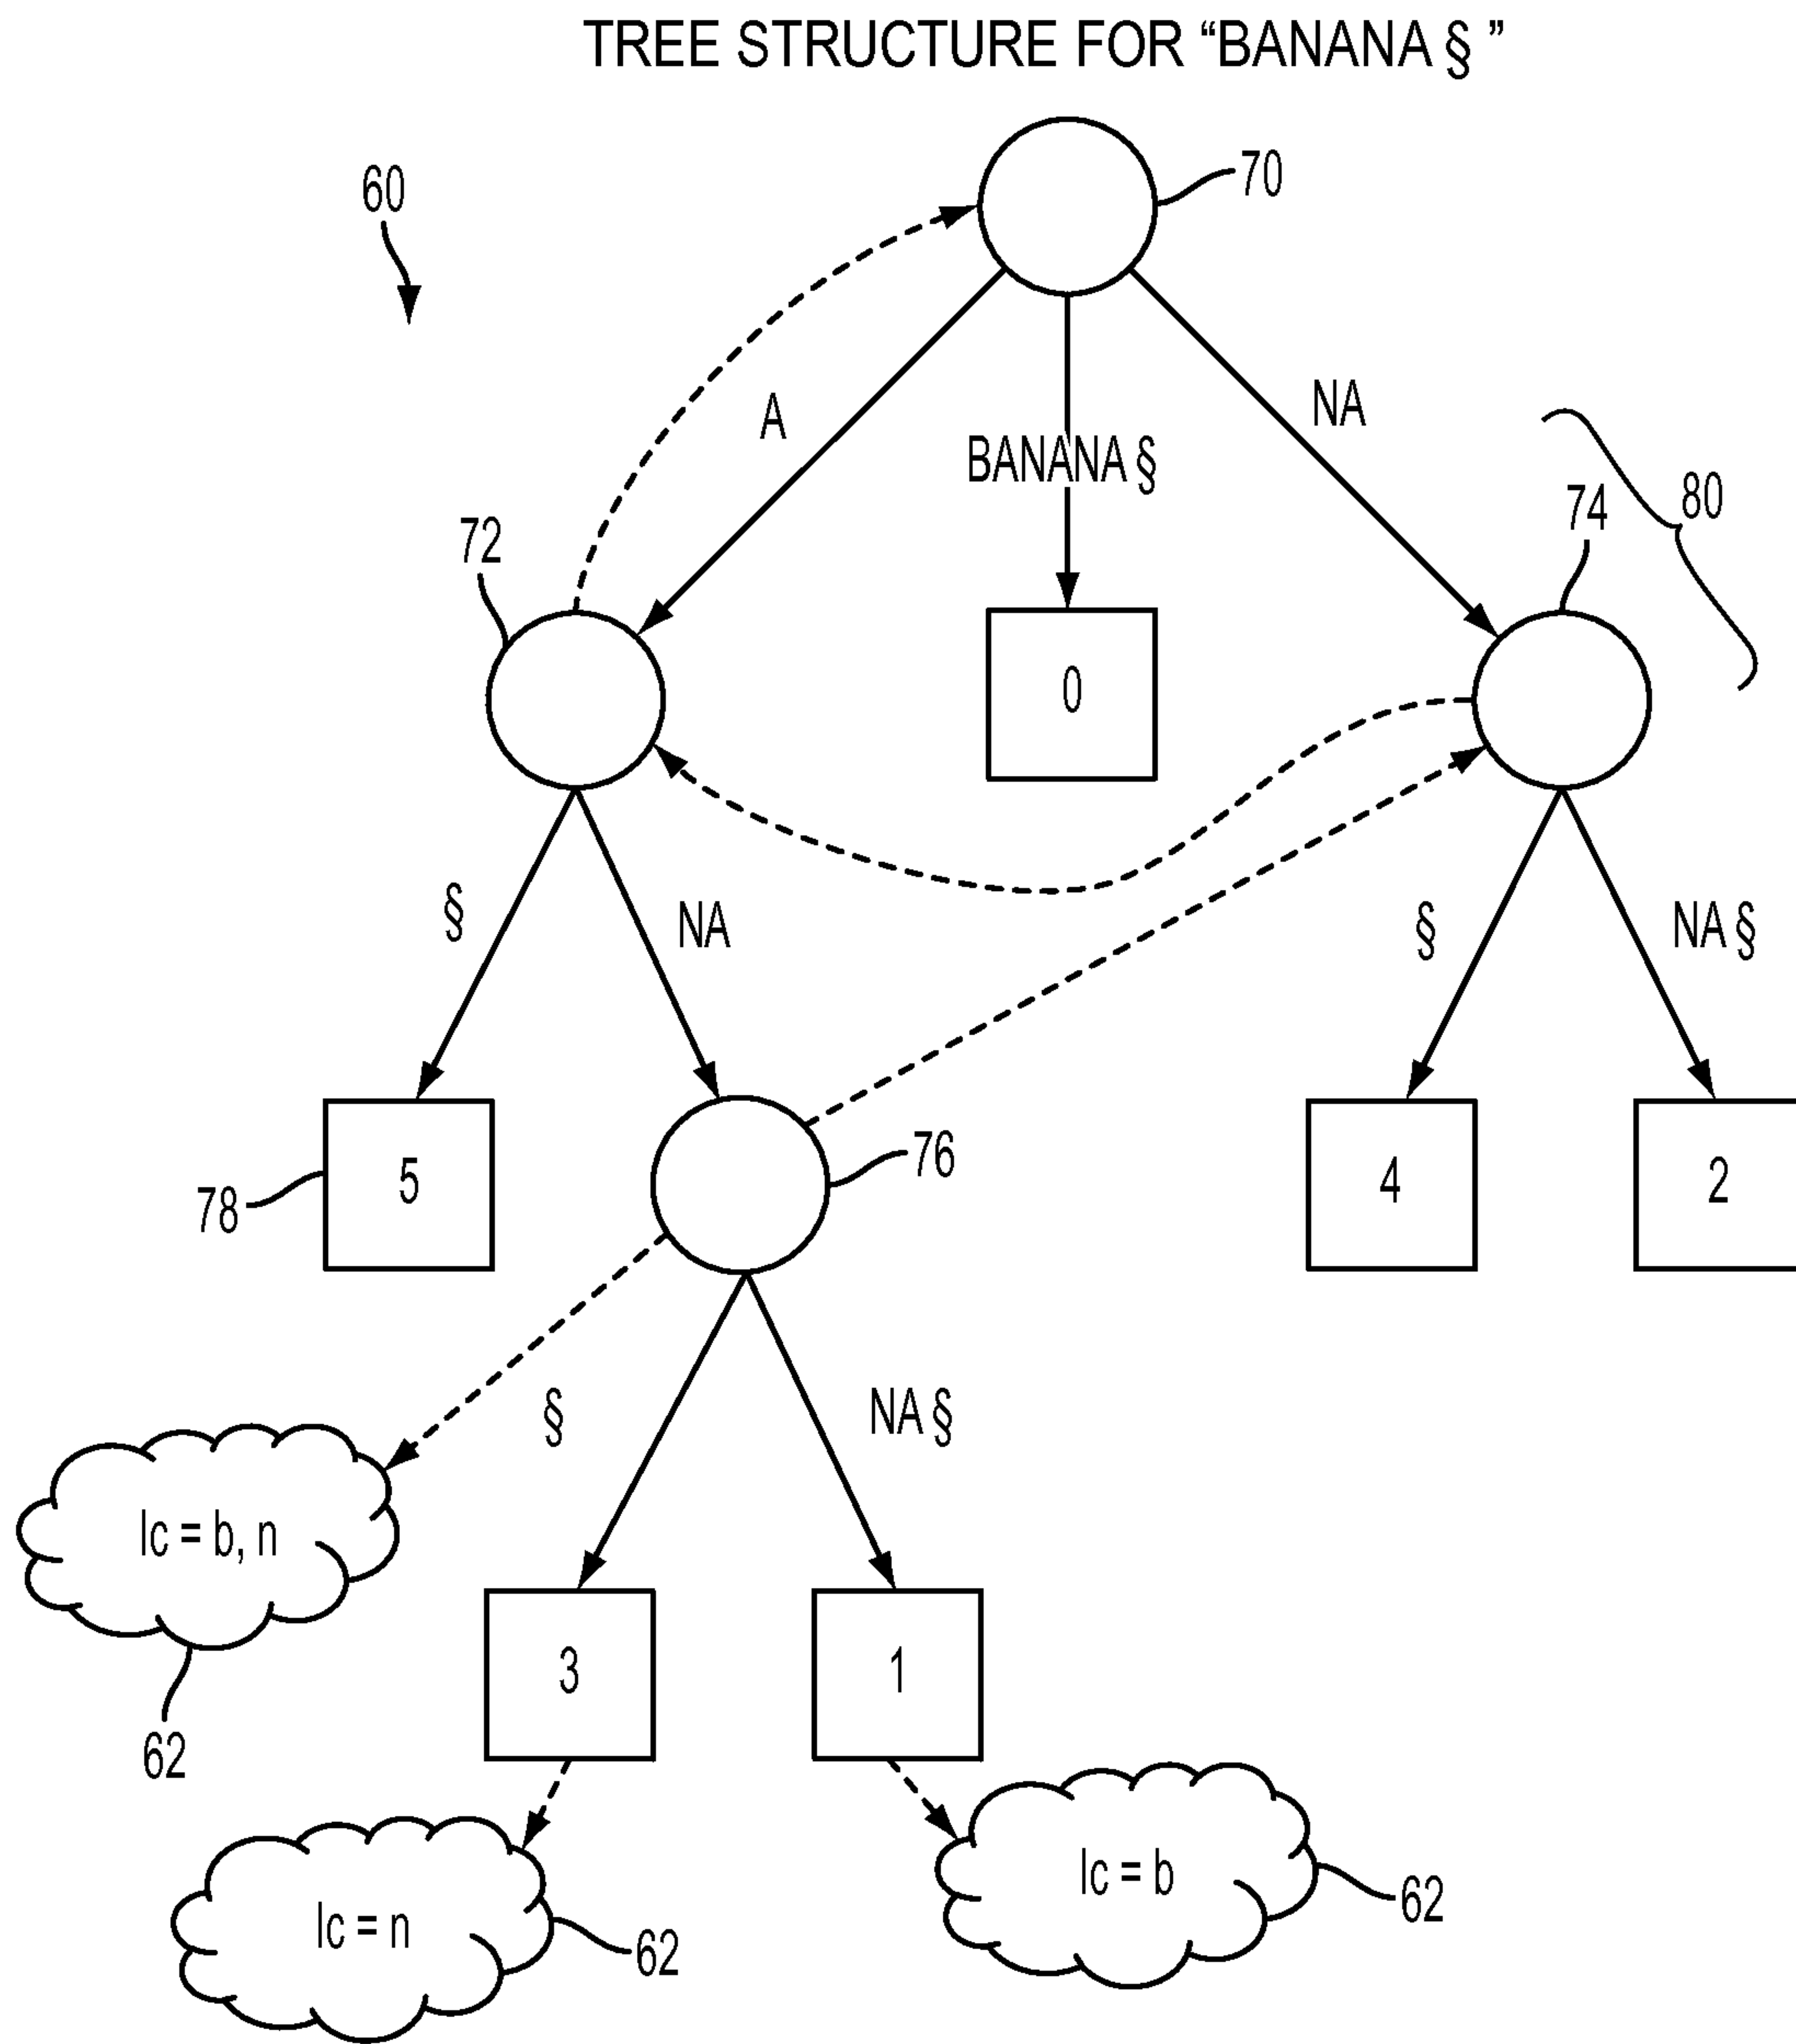 TREE STRUCTURE FOR “BANANA § ”
70
60
A
NA
BANANA §
80
74
72
0
§
NA
§
NA §
76
5
4
2
78
§
NA §
lc = b, n
3
1
62
lc = b
62
lc = n
62